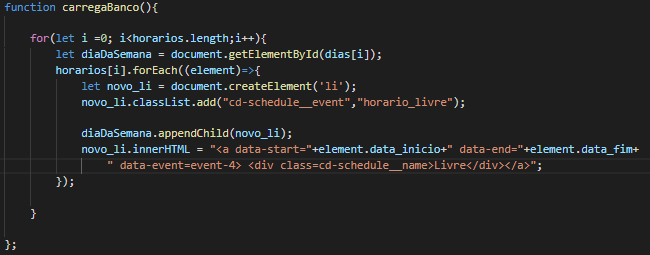 function carregaBanco(){
for(let i =0; i<horarios.length;i++){
let diaDaSemana = document.getElementById(dias[i]);
horarios[i].forEach((element)=>{
let novo_li = document.createElement('li');
novo_li.classList.add("cd-schedule__event","horario_livre");
diaDaSemana.appendChild(novo_li);
novo_li.innerHTML = "<a data-start="+element.data_inicio+" data-end="+element.data_fim+
" data-event=event-4> <div class=cd-schedule__name>Livre</div></a>";
});
}
};